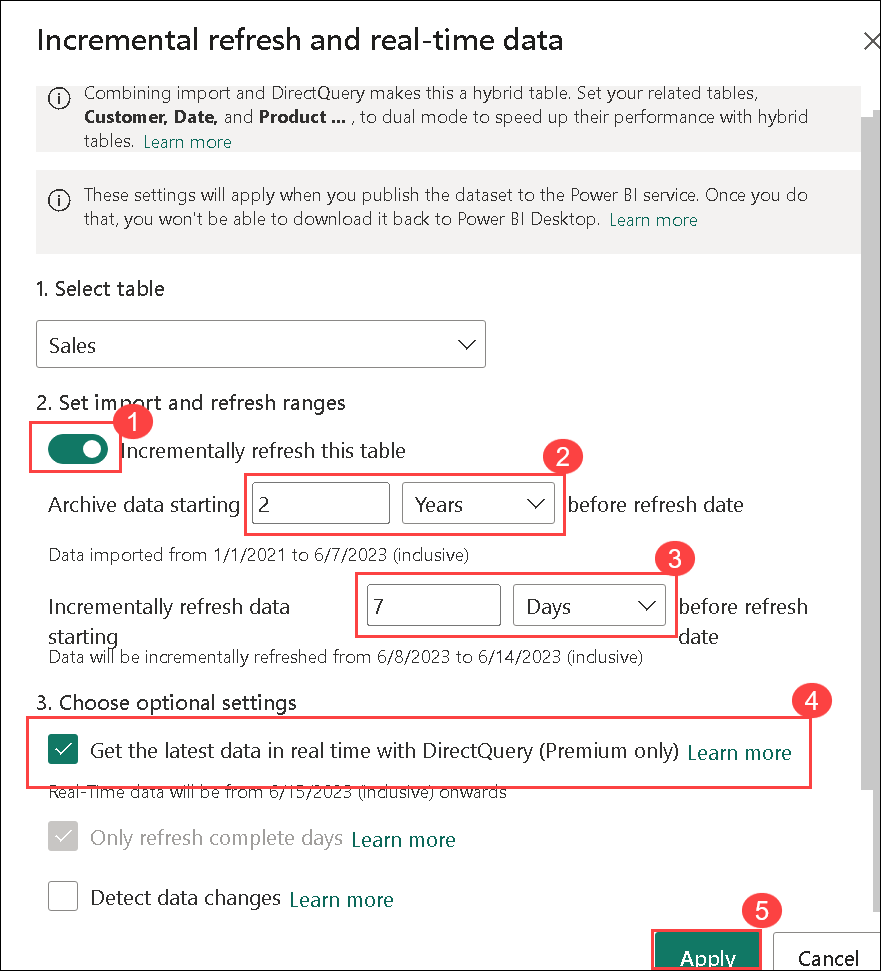 Incremental refresh and real-time data
Combining import and DirectQuery makes this a hybrid table. Set your related tables,
Customer, Date, and Product ... , to dual mode to speed up their performance with hybrid
tables. Learn more
These settings will apply when you publish the dataset to the Power BI service. Once you do
that, you won't be able to download it back to Power BI Desktop. Learn more
1. Select table
Sales
2. Set import and refresh ranges
1
Incrementally refresh this table
2
Archive data starting 2 Years before refresh date
Data imported from 1/1/2021 to 6/7/2023 (inclusive)
3
Incrementally refresh data 7 Days before refresh
starting date
Data will be incrementally refreshed from 6/8/2023 to 6/14/2023 (inclusive)
3. Choose optional settings
4
Get the latest data in real time with DirectQuery (Premium only) Learn more
Real-Time data will be from 6/15/2023 (inclusive) onwards
Only refresh complete days Learn more
Detect data changes Learn more
5
Apply Cancel